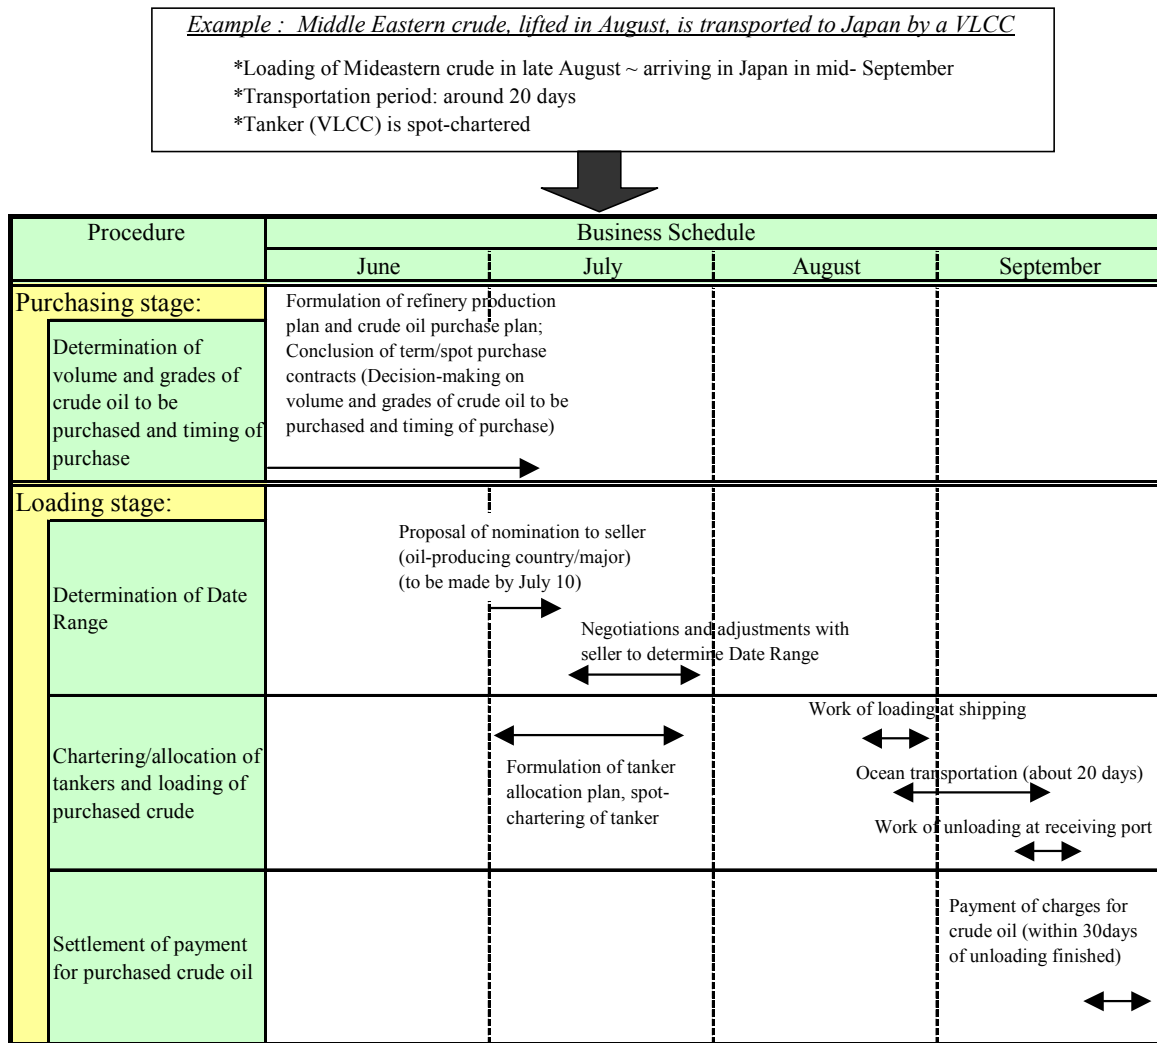 Example :  Middle Eastern crude, lifted in August, is transported to Japan by a VLCC
*Loading of Mideastern crude in late August ~ arriving in Japan in mid- September
*Transportation period: around 20 days
*Tanker (VLCC) is spot-chartered
Procedure
Business Schedule
June
July
August
September
Purchasing stage:
Determination of
volume and grades of
crude oil to be
purchased and timing of
purchase
Formulation of refinery production
plan and crude oil purchase plan;
Conclusion of term/spot purchase
contracts (Decision-making on
volume and grades of crude oil to be
purchased and timing of purchase)
Loading stage:
Determination of Date
Range
Proposal of nomination to seller
(oil-producing country/major)
(to be made by July 10)
Negotiations and adjustments with
seller to determine Date Range
Chartering/allocation of
tankers and loading of
purchased crude
Formulation of tanker
allocation plan, spot-
chartering of tanker
Work of loading at shipping
Ocean transportation (about 20 days)
Work of unloading at receiving port
Settlement of payment
for purchased crude oil
Payment of charges for
crude oil (within 30days
of unloading finished)